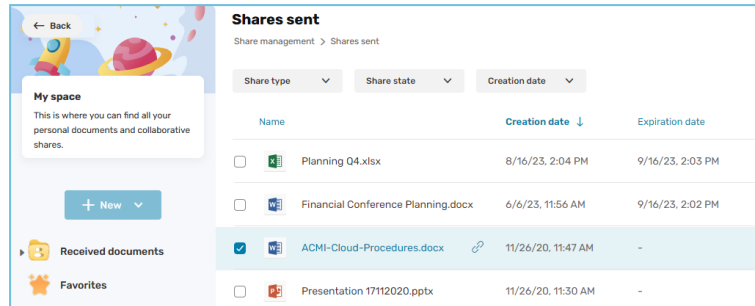 ← Back
My space
This is where you can find all your
personal documents and collaborative
shares.
+ New
Received documents
Favorites
Shares sent
Share management > Shares sent
Share type
Share state
Creation date
Name
Creation date ↓
Expiration date
Planning Q4.xlsx
8/16/23, 2:04 PM
9/16/23, 2:03 PM
Financial Conference Planning.docx
6/6/23, 11:56 AM
9/16/23, 2:02 PM
ACMI-Cloud-Procedures.docx
11/26/20, 11:47 AM
-
Presentation 17112020.pptx
11/26/20, 11:30 AM
-